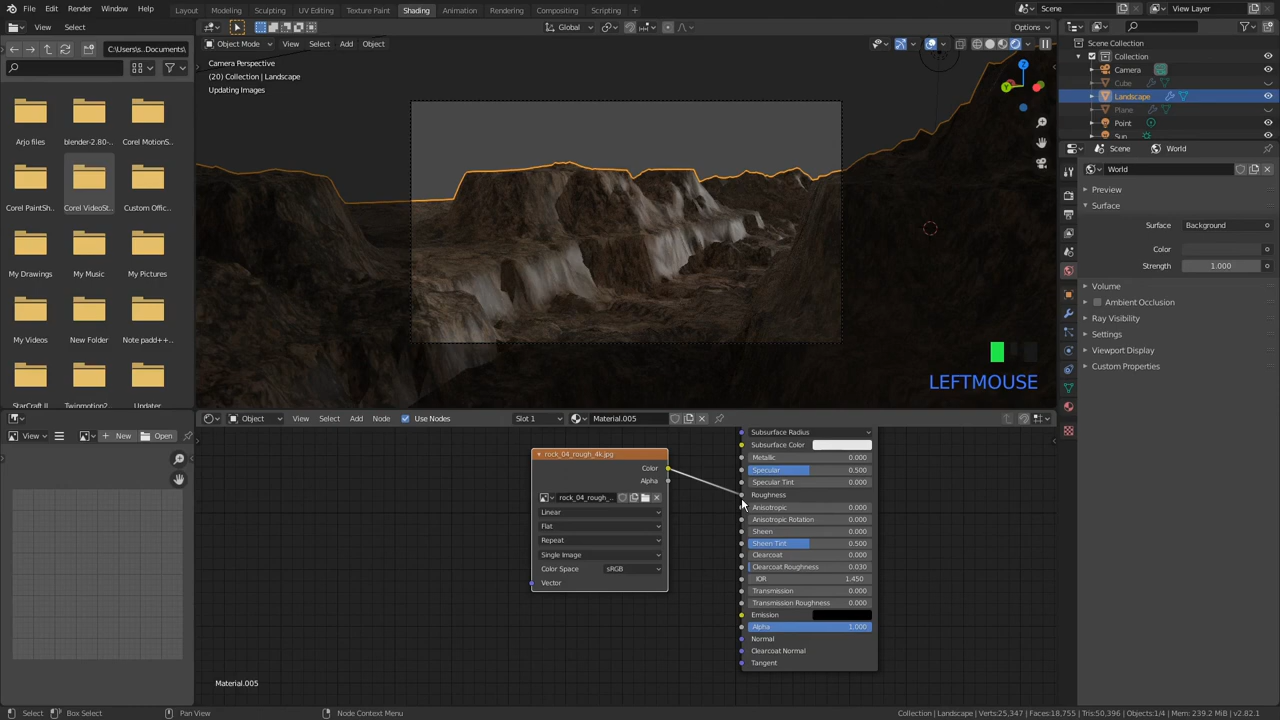 File Edit Render Window Help
Layout Modeling Sculpting UV Editing Texture Paint Shading Animation Rendering Compositing Scripting
Scene
View Layer
View Select
Global
Options
C:\Users\s..Documents\
Object Mode View Select Add Object
Camera Perspective
(20) Collection | Landscape
Updating Images
Scene Collection
Collection
Camera
Cube
Landscape
Plane
Point
Sun
Arjo files
blender-2.80-..
Corel MotionS..
Corel PaintSh..
Corel VideoSt..
Custom Offic..
My Drawings
My Music
My Pictures
My Videos
New Folder
Note padd++..
StarCraft II
Twinmotion2..
Updater
Z
Y
Scene
World
World
Preview
Surface
Surface
Background
Color
Strength
1.000
Volume
Ambient Occlusion
Ray Visibility
Settings
Viewport Display
Custom Properties
LEFTMOUSE
View
New
Open
Object View Select Add Node Use Nodes Slot 1 Material.005
rock_04_rough_4k.jpg
Color
Alpha
rock_04_rough_..
Linear
Flat
Repeat
Single Image
Color Space sRGB
Vector
Subsurface Radius
Subsurface Color
Metallic 0.000
Specular 0.500
Specular Tint 0.000
Roughness
Anisotropic 0.000
Anisotropic Rotation 0.000
Sheen 0.000
Sheen Tint 0.500
Clearcoat 0.000
Clearcoat Roughness 0.030
IOR 1.450
Transmission 0.000
Transmission Roughness 0.000
Emission
Alpha 1.000
Normal
Clearcoat Normal
Tangent
Material.005
Select Box Select Pan View Node Context Menu
Collection | Landscape | Verts:25,347 | Faces:18,755 | Tris:50,396 | Objects:1/4 | Mem: 239.2 MiB | v2.82.1